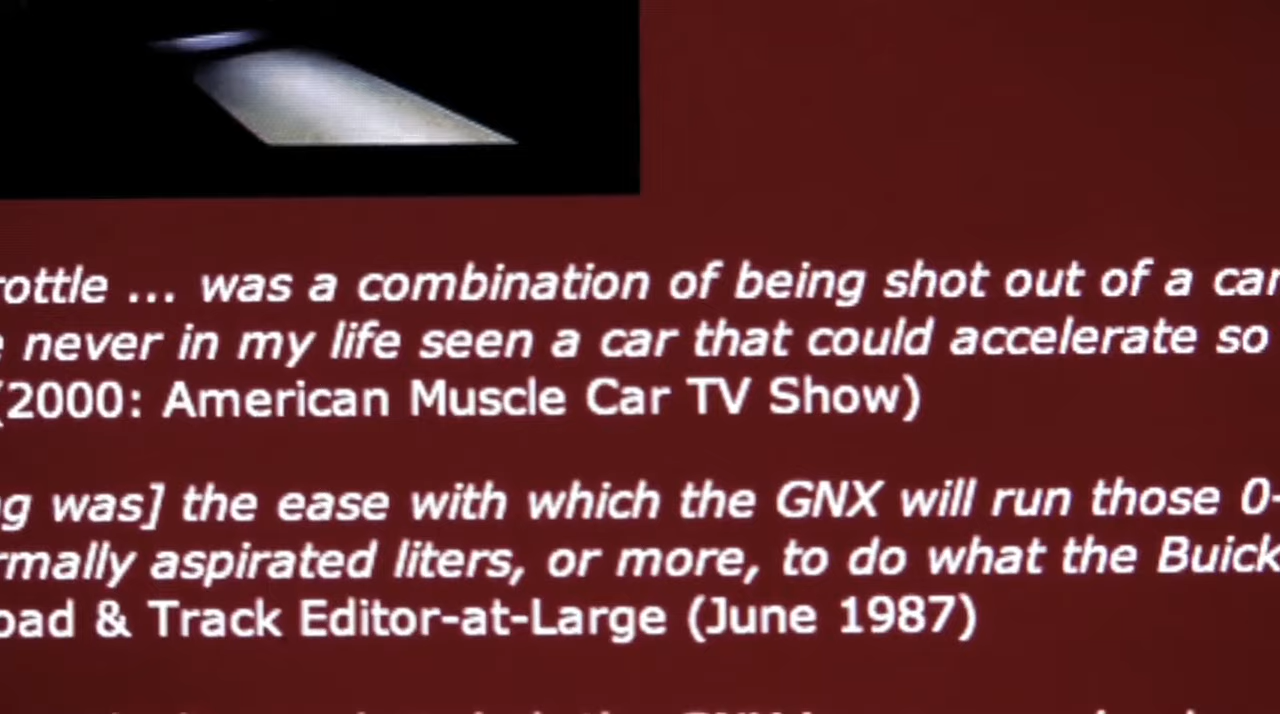 rottle ... was a combination of being shot out of a car
never in my life seen a car that could accelerate so
(2000: American Muscle Car TV Show)
g was] the ease with which the GNX will run those 0-
rmally aspirated liters, or more, to do what the Buick
oad & Track Editor-at-Large (June 1987)